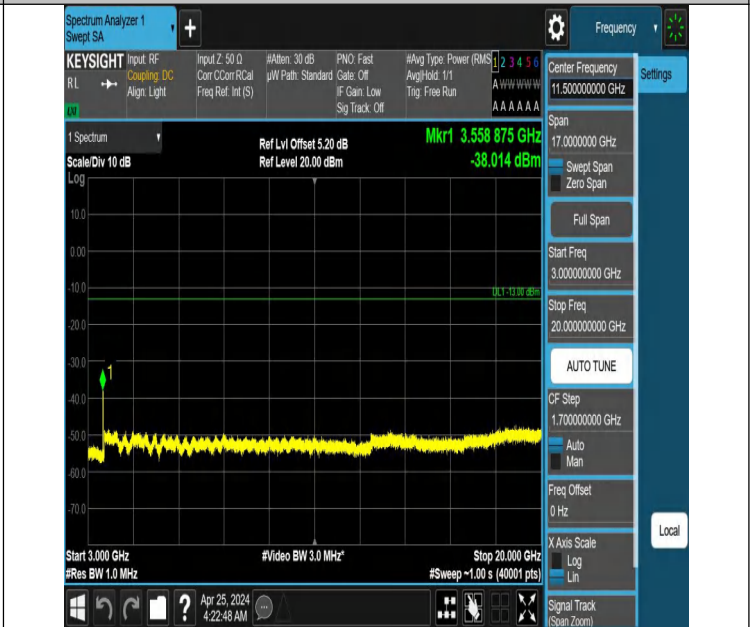 Spectrum Analyzer 1
Swept SA
Frequency
KEYSIGHT
RL
LXI
Input: RF
Coupling: DC
Align: Light
Input Z: 50 Ω
Corr CCorr RCal
Freq Ref: Int (S)
#Atten: 30 dB
µW Path: Standard
PNO: Fast
Gate: Off
IF Gain: Low
Sig Track: Off
#Avg Type: Power (RMS
Avg|Hold: 1/1
Trig: Free Run
1 2 3 4 5 6
A W W W W W
A A A A A A
1 Spectrum
Scale/Div 10 dB
Log
Ref Lvl Offset 5.20 dB
Ref Level 20.00 dBm
Mkr1 3.558 875 GHz
-38.014 dBm
10.0
0.00
-10.0
DL1 -13.00 dBm
-20.0
-30.0
1
-40.0
-50.0
-60.0
-70.0
Start 3.000 GHz
#Res BW 1.0 MHz
#Video BW 3.0 MHz*
Stop 20.000 GHz
#Sweep ~1.00 s (40001 pts)
Apr 25, 2024
4:22:48 AM
Center Frequency
11.500000000 GHz
Settings
Span
17.0000000 GHz
Swept Span
Zero Span
Full Span
Start Freq
3.000000000 GHz
Stop Freq
20.000000000 GHz
AUTO TUNE
CF Step
1.700000000 GHz
Auto
Man
Freq Offset
0 Hz
X Axis Scale
Log
Lin
Local
Signal Track
(Span Zoom)